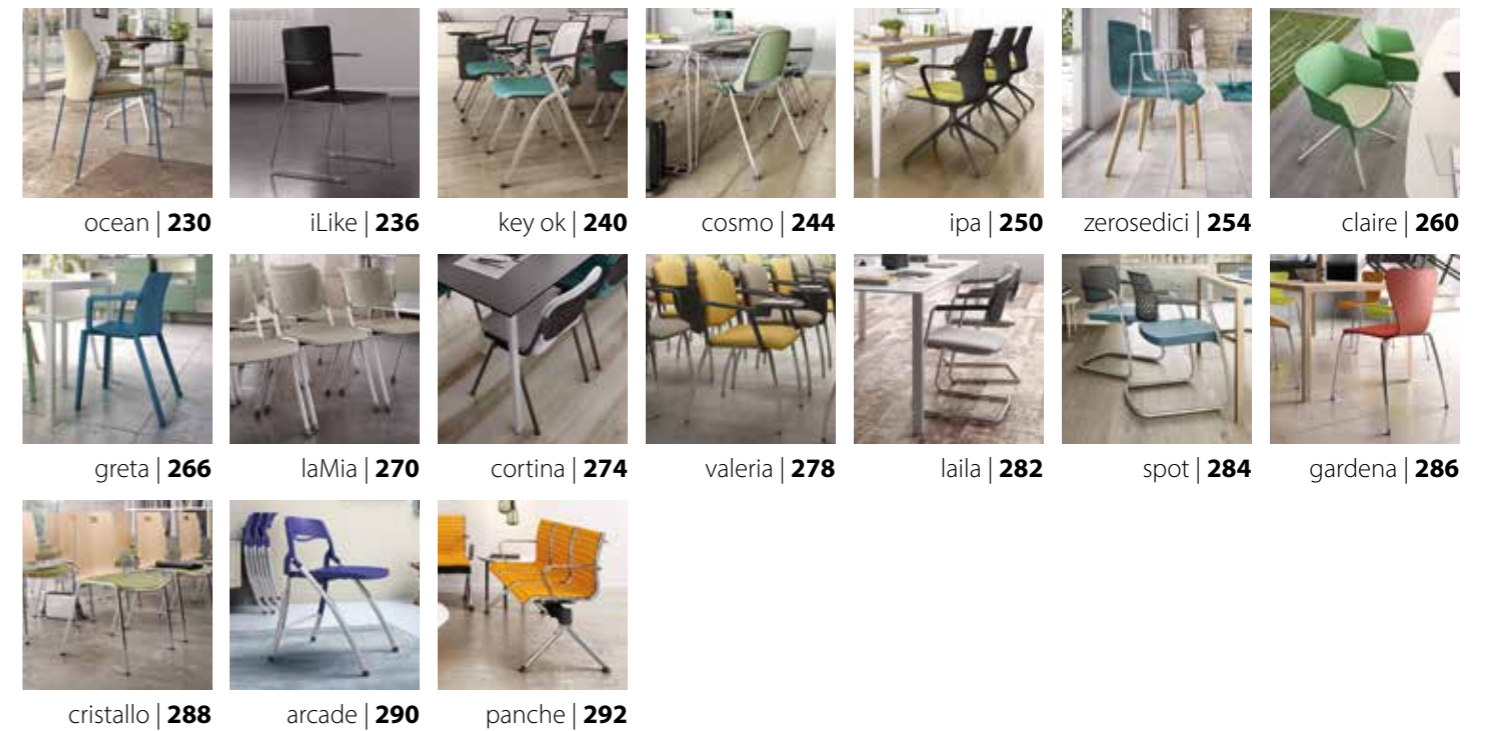 ocean | 230
iLike | 236
key ok | 240
cosmo | 244
ipa | 250
zerosedici | 254
claire | 260
greta | 266
laMia | 270
cortina | 274
valeria | 278
laila | 282
spot | 284
gardena | 286
cristallo | 288
arcade | 290
panche | 292